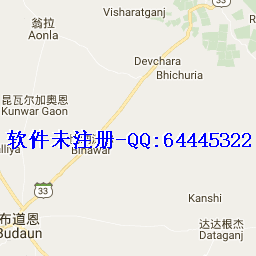 Visharatganj
翁拉
Aonla
Devchara
Bhichuria
33
昆瓦尔加奥恩
Kunwar Gaon
软件未注册-QQ:64445322
Binawar
33
Kanshi
布道恩
Budaun
达达根杰
Dataganj